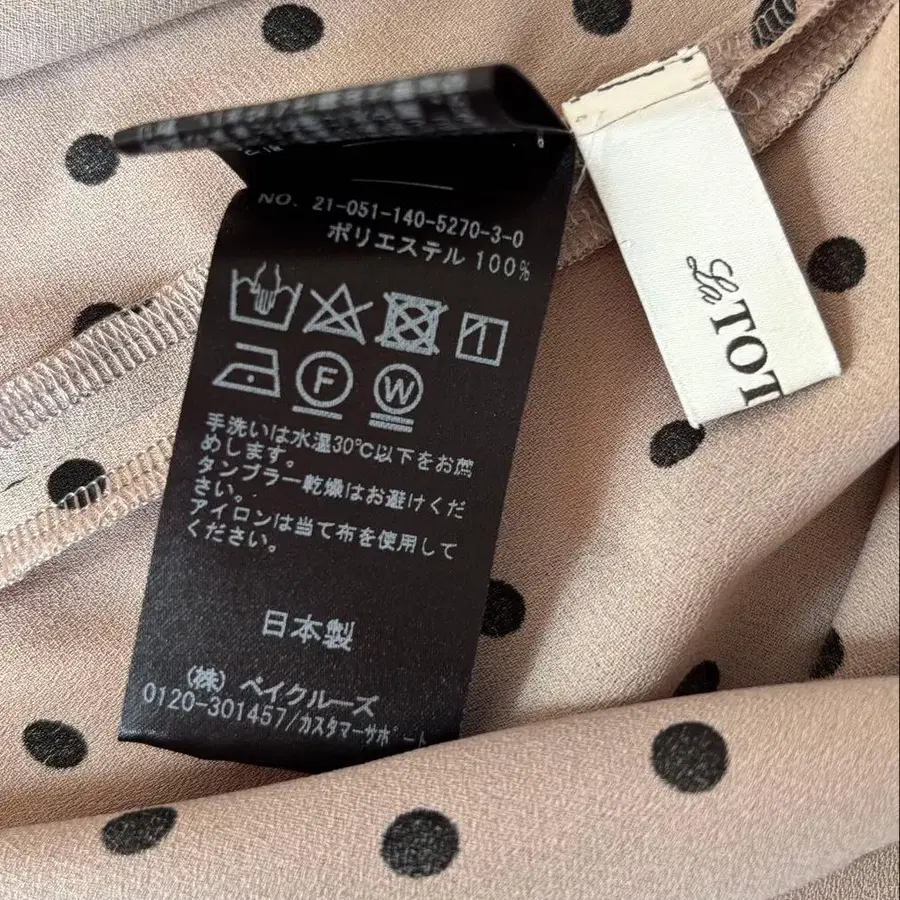 NO. 21-051-140-5270-3-0
ポリエステル 100%
F
W
手洗いは水温30℃以下をお薦
めします。
タンブラー乾燥はお避けくだ
さい。
アイロンは当て布を使用して
ください。
日本製
(株) ベイクルーズ
0120-301457/カスタマーサポート
La TOT